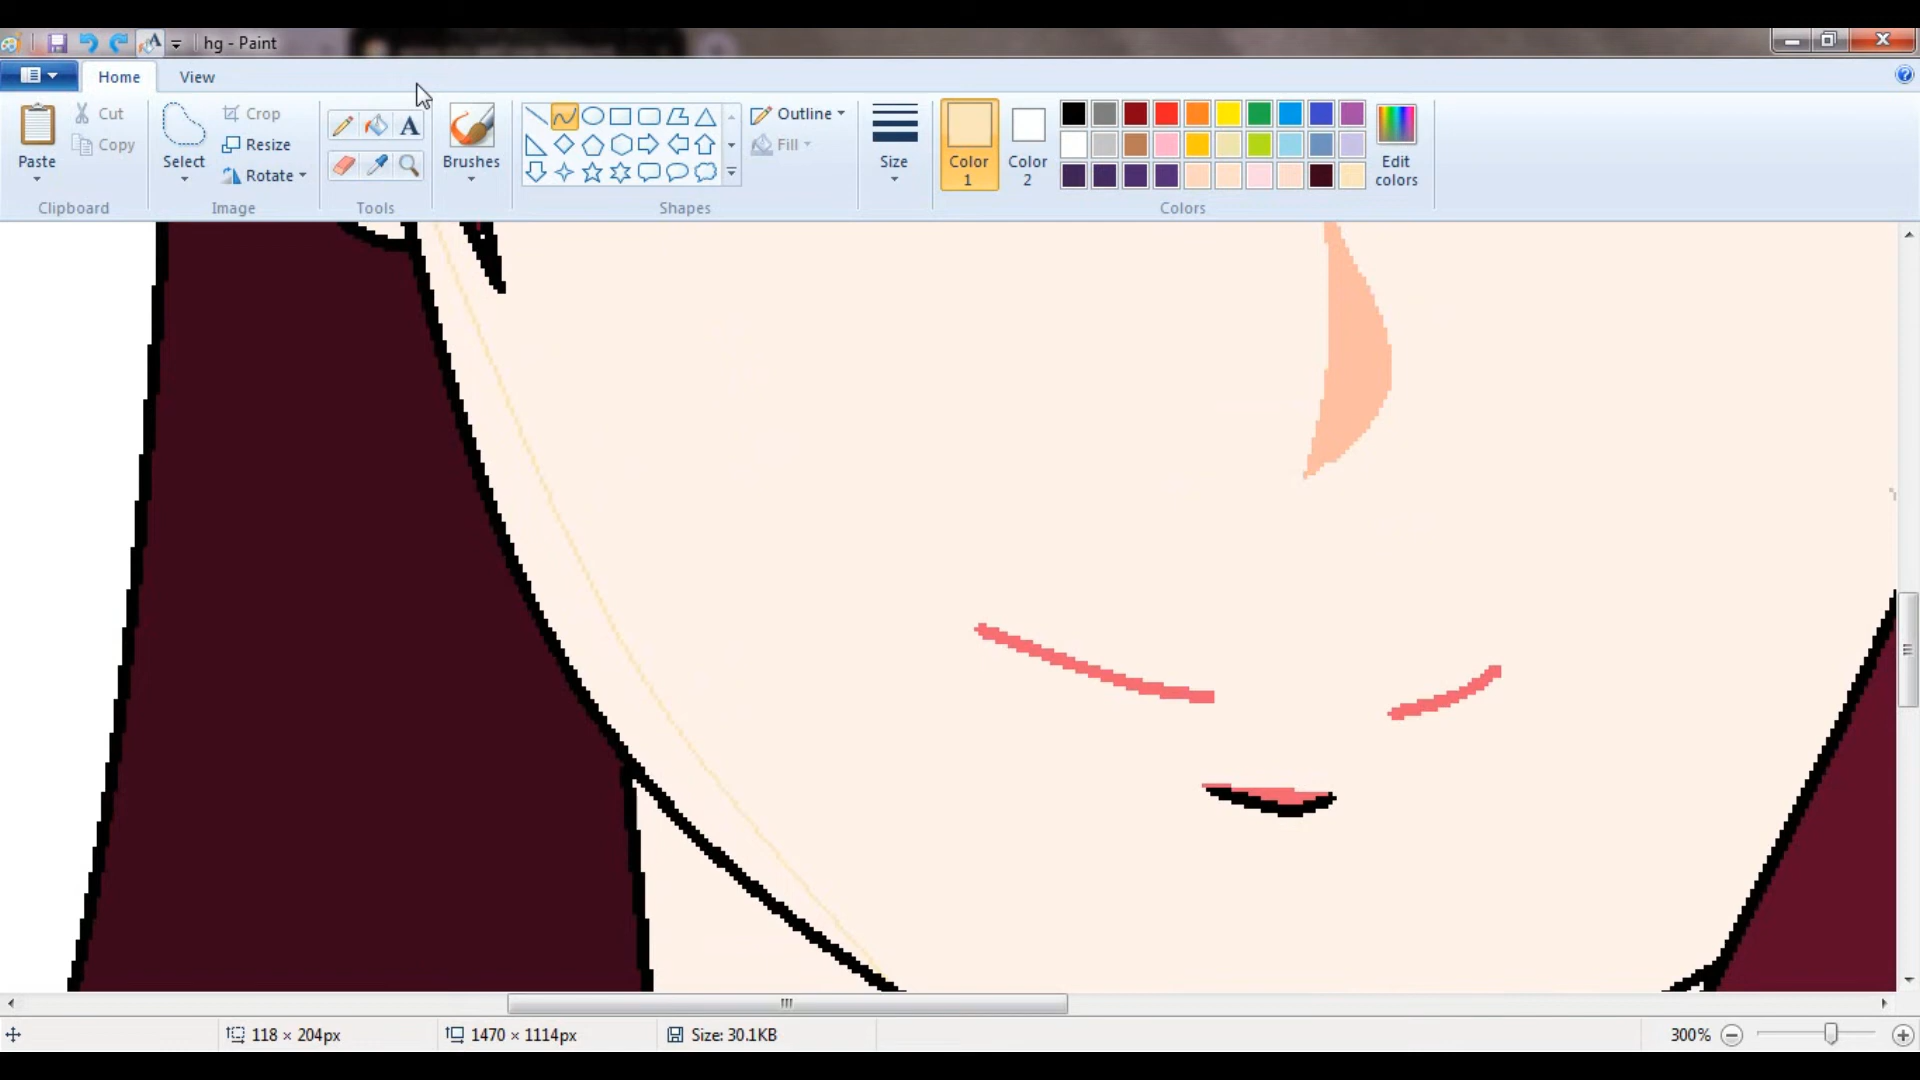 hg - Paint
Home View
Paste
Cut
Copy
Clipboard
Select
Crop
Resize
Rotate
Image
A
Tools
Brushes
Shapes
Outline
Fill
Size
Color 1
Color 2
Colors
Edit colors
118 × 204px
1470 × 1114px
Size: 30.1KB
300%